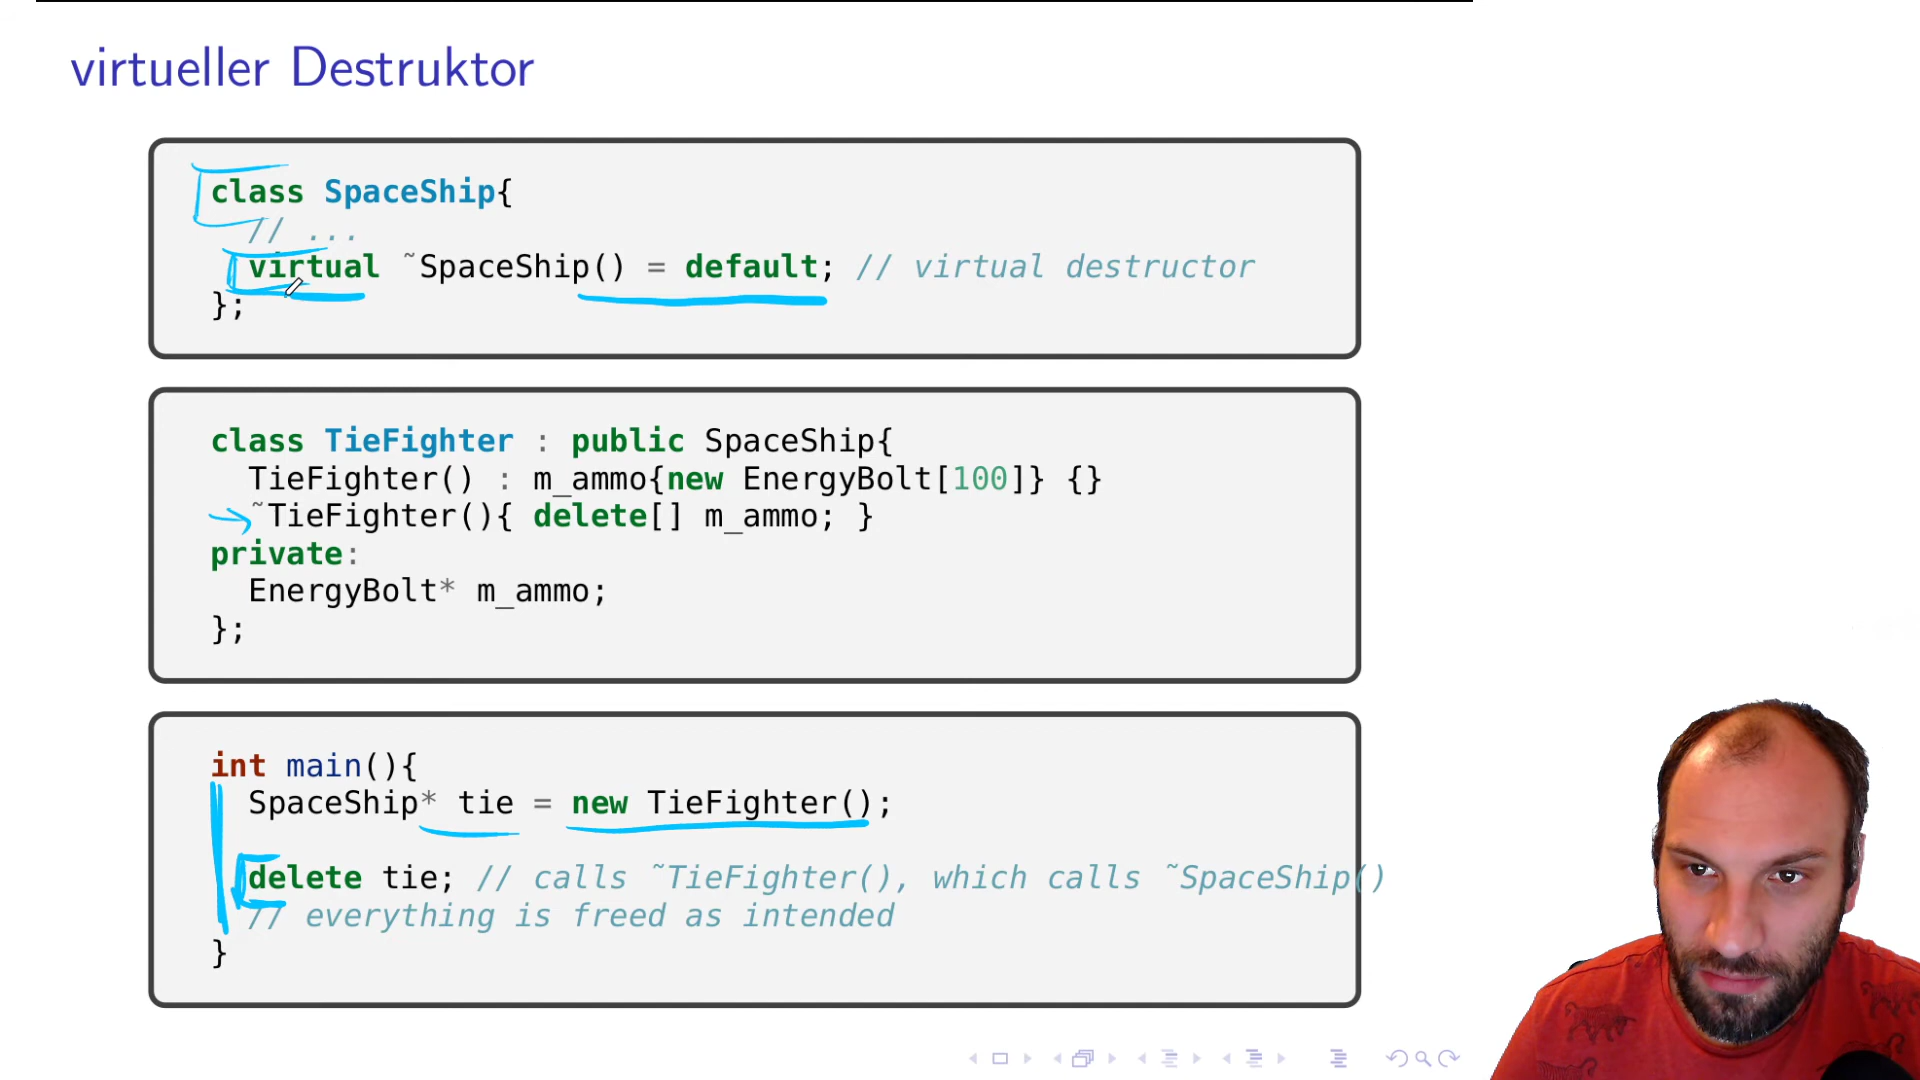 virtueller Destruktor
class SpaceShip{
// ...
virtual ~SpaceShip() = default; // virtual destructor
};
class TieFighter : public SpaceShip{
TieFighter() : m_ammo{new EnergyBolt[100]} {}
~TieFighter(){ delete[] m_ammo; }
private:
EnergyBolt* m_ammo;
};
int main(){
SpaceShip* tie = new TieFighter();
delete tie; // calls ~TieFighter(), which calls ~SpaceShip()
// everything is freed as intended
}